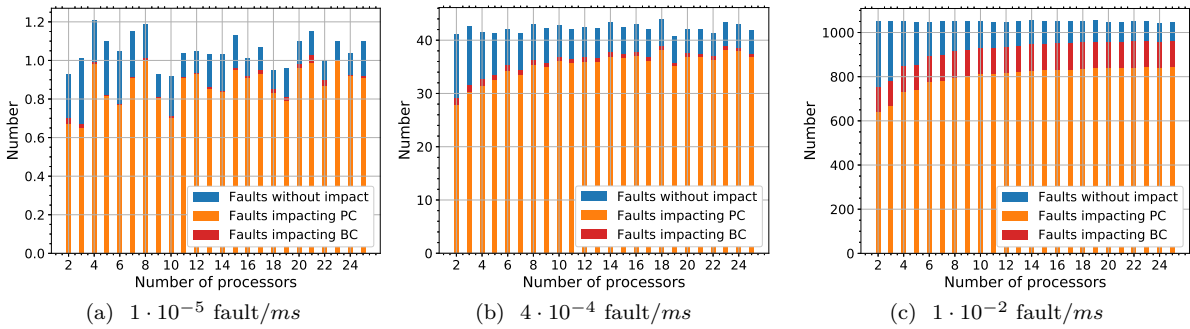 Number
1.2
1.0
0.8
0.6
0.4
0.2
0.0
Faults without impact
Faults impacting PC
Faults impacting BC
2 4 6 8 10 12 14 16 18 20 22 24
Number of processors
(a) 1 · 10⁻⁵ fault/ms
Number
40
30
20
10
0
Faults without impact
Faults impacting PC
Faults impacting BC
2 4 6 8 10 12 14 16 18 20 22 24
Number of processors
(b) 4 · 10⁻⁴ fault/ms
Number
1000
800
600
400
200
0
Faults without impact
Faults impacting PC
Faults impacting BC
2 4 6 8 10 12 14 16 18 20 22 24
Number of processors
(c) 1 · 10⁻² fault/ms